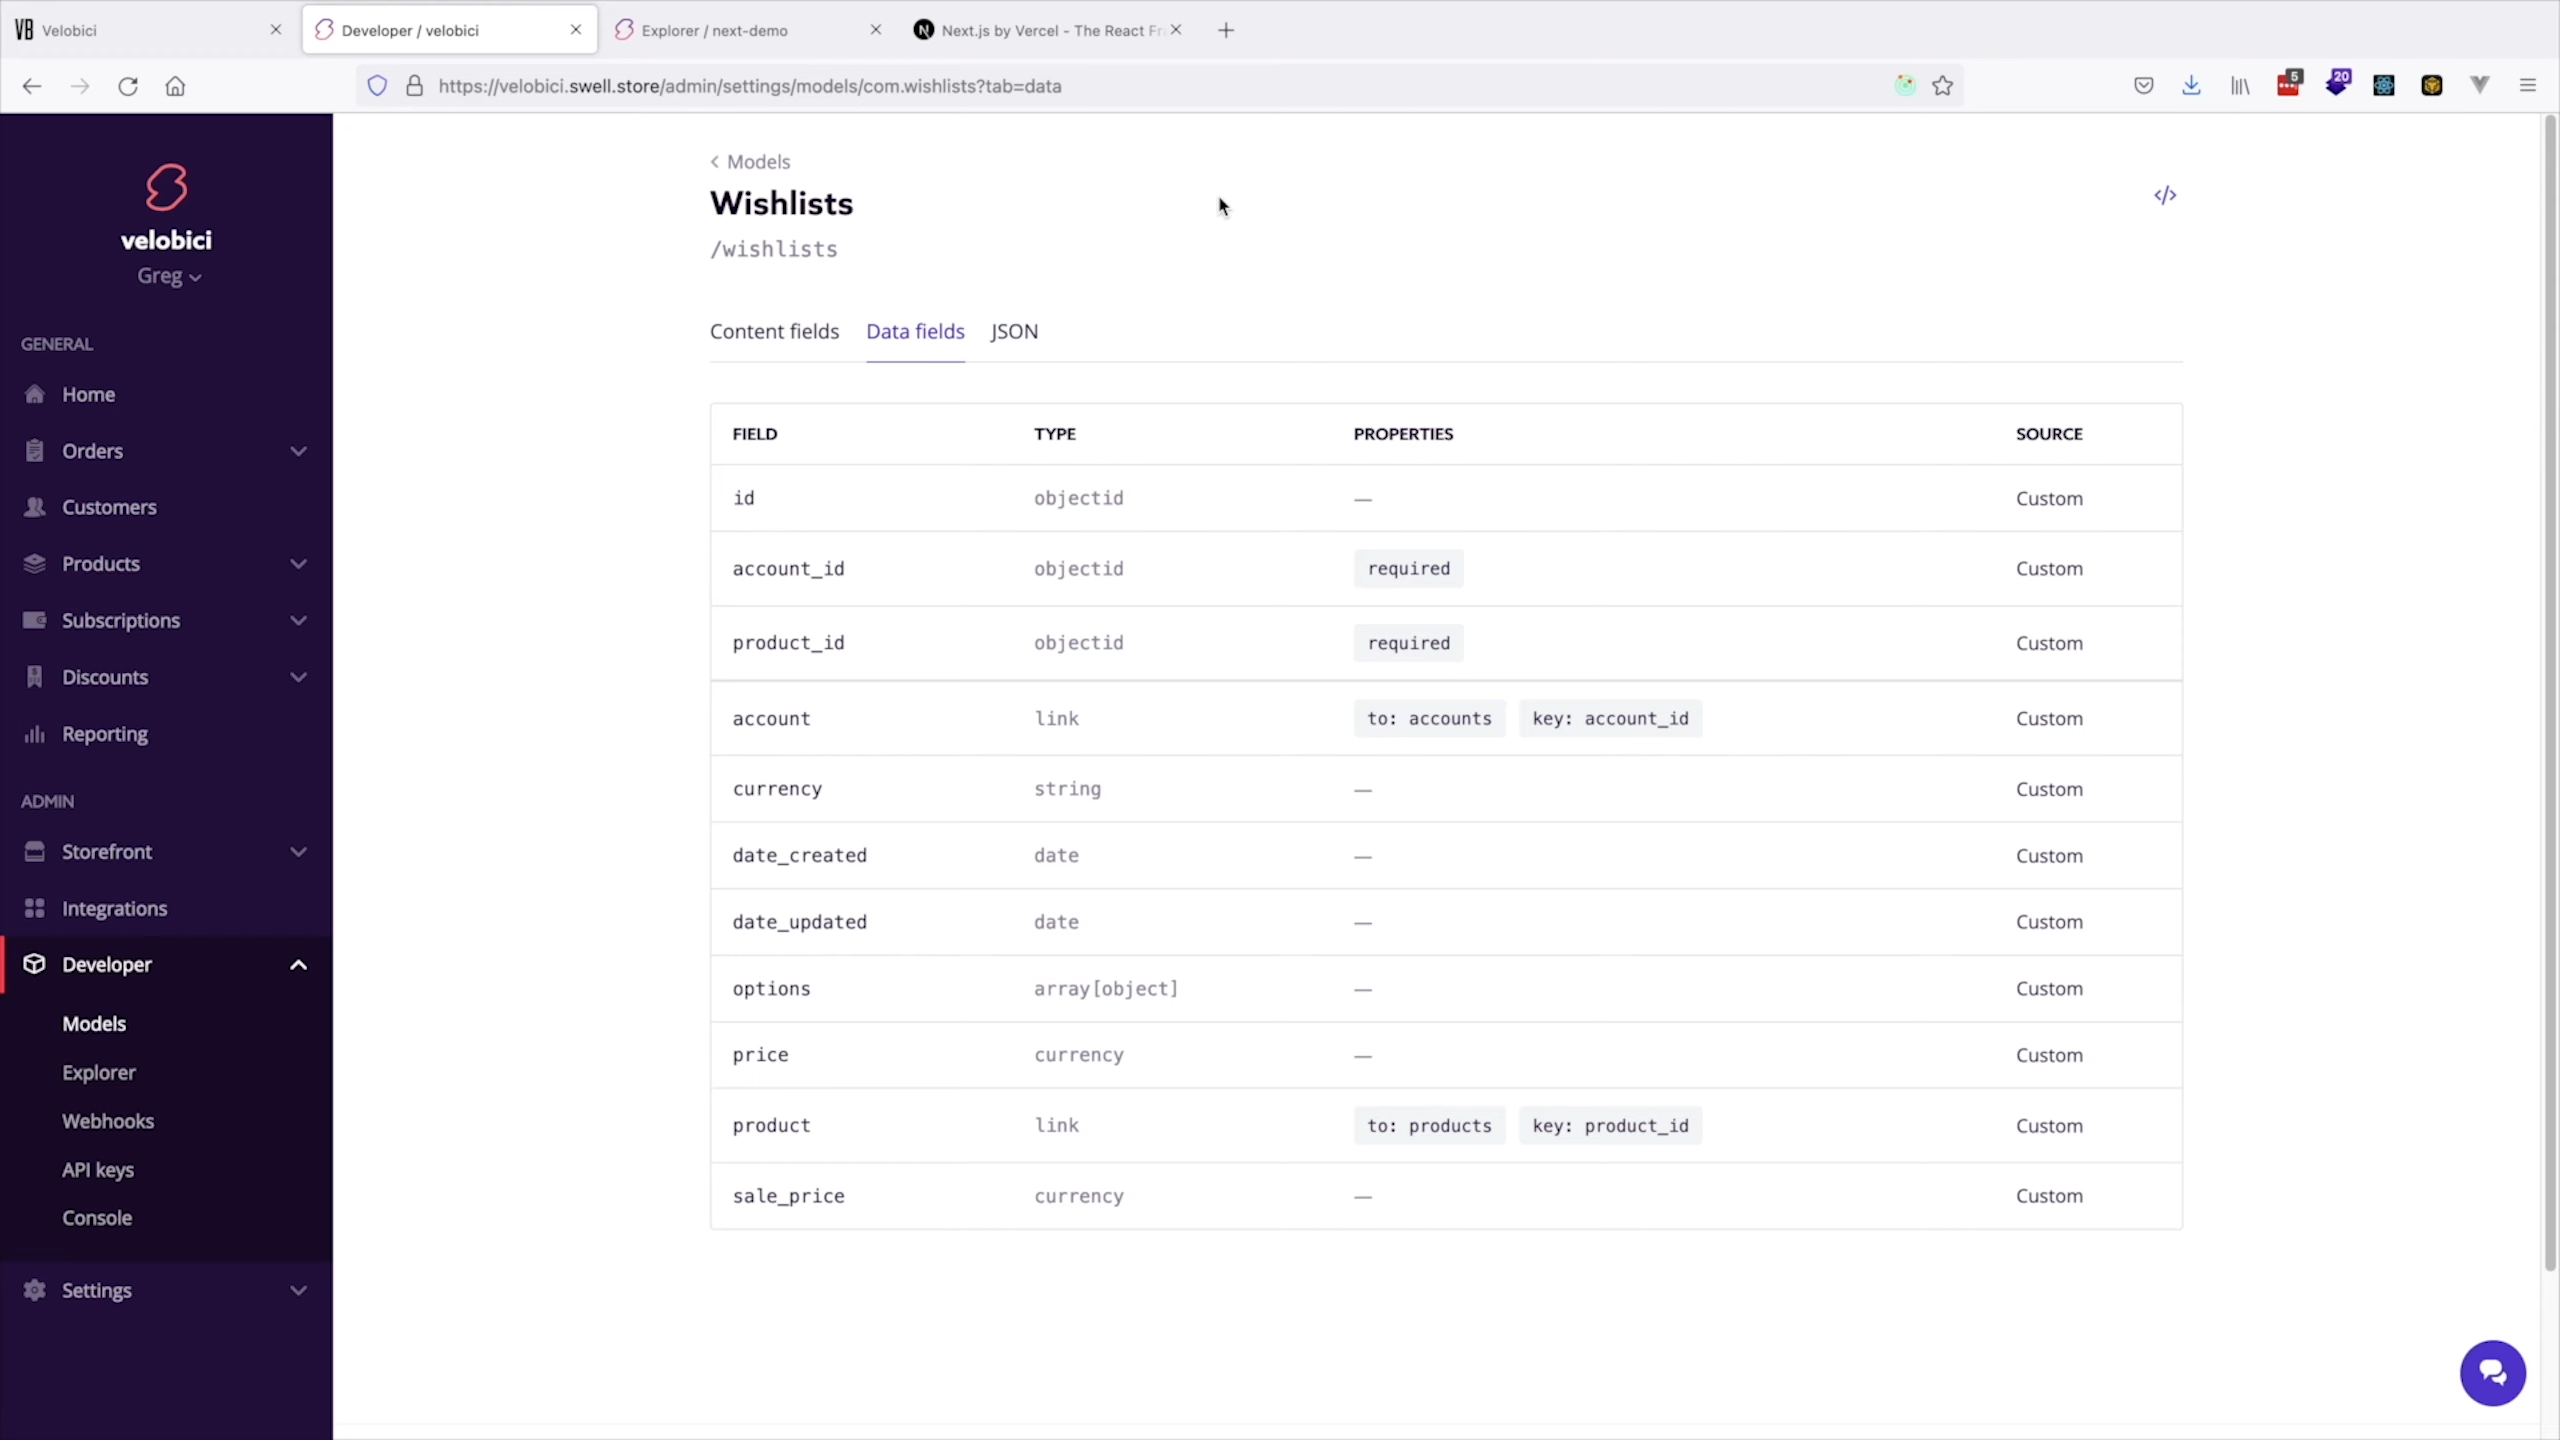 VB Velobici
Developer / velobici
Explorer / next-demo
Next.js by Vercel - The React Fr
https://velobici.swell.store/admin/settings/models/com.wishlists?tab=data
5
20
velobici
Greg
GENERAL
Home
Orders
Customers
Products
Subscriptions
Discounts
Reporting
ADMIN
Storefront
Integrations
Developer
Models
Explorer
Webhooks
API keys
Console
Settings
Models
Wishlists
</>
/wishlists
Content fields Data fields JSON
FIELD TYPE PROPERTIES SOURCE
id objectid — Custom
account_id objectid required Custom
product_id objectid required Custom
account link to: accounts key: account_id Custom
currency string — Custom
date_created date — Custom
date_updated date — Custom
options array[object] — Custom
price currency — Custom
product link to: products key: product_id Custom
sale_price currency — Custom